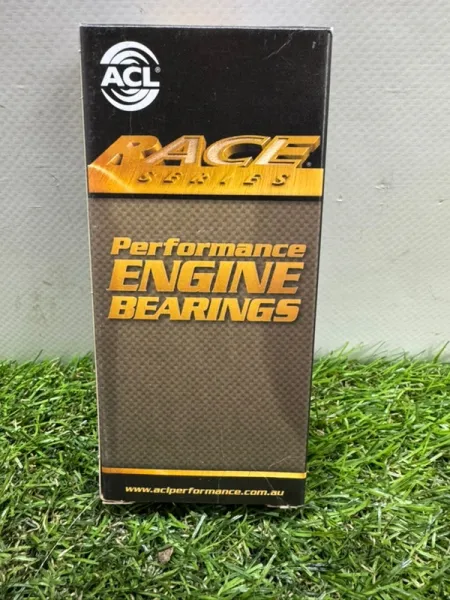 ACL
RACE
SERIES
Performance
ENGINE
BEARINGS
www.aclperformance.com.au